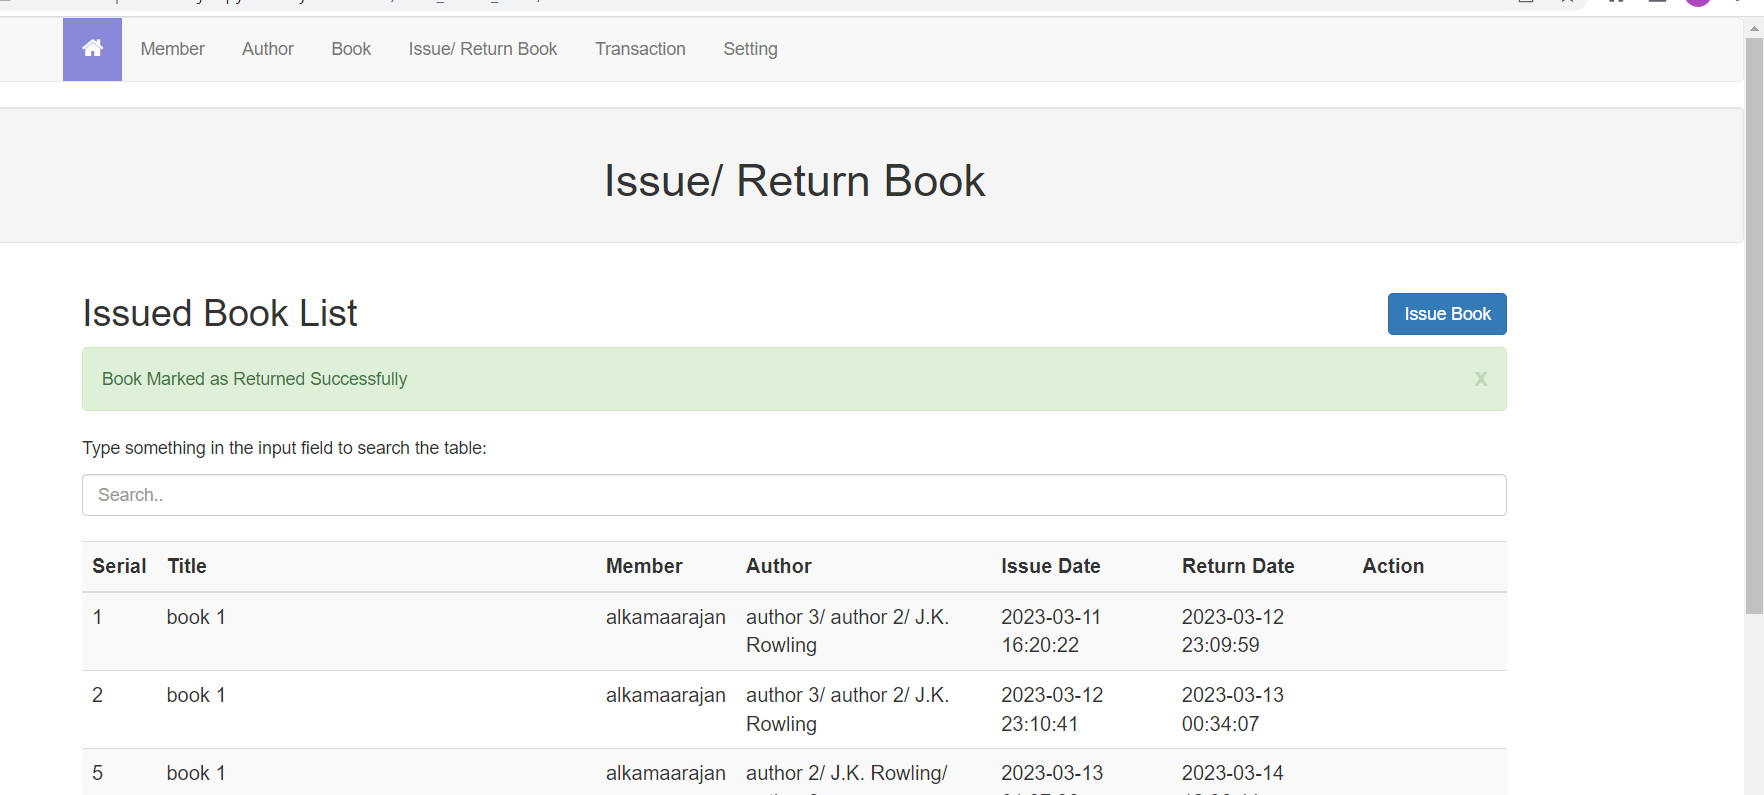 Member Author Book Issue/ Return Book Transaction Setting
Issue/ Return Book
Issued Book List
Issue Book
Book Marked as Returned Successfully x
Type something in the input field to search the table:
Search..
Serial Title Member Author Issue Date Return Date Action
1 book 1 alkamaarajan author 3/ author 2/ J.K. 2023-03-11 2023-03-12
Rowling 16:20:22 23:09:59
2 book 1 alkamaarajan author 3/ author 2/ J.K. 2023-03-12 2023-03-13
Rowling 23:10:41 00:34:07
5 book 1 alkamaarajan author 2/ J.K. Rowling/ 2023-03-13 2023-03-14